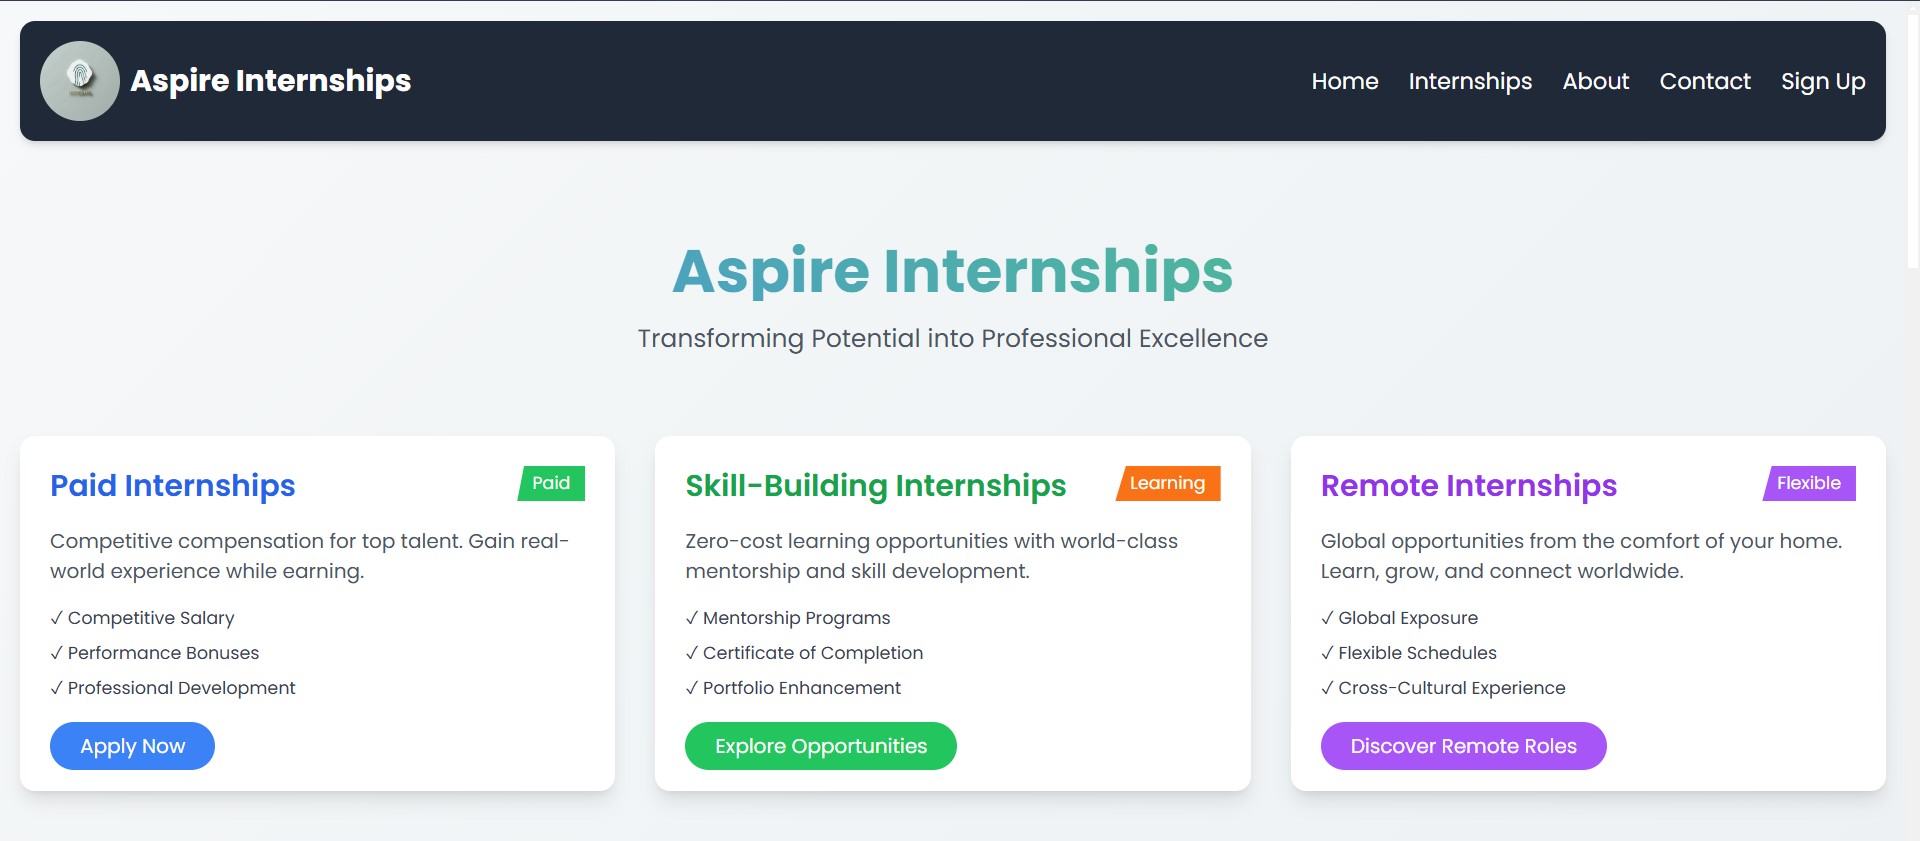 Aspire Internships
Home Internships About Contact Sign Up
Aspire Internships
Transforming Potential into Professional Excellence
Paid Internships
Paid
Competitive compensation for top talent. Gain real-
world experience while earning.
✓ Competitive Salary
✓ Performance Bonuses
✓ Professional Development
Apply Now
Skill-Building Internships
Learning
Zero-cost learning opportunities with world-class
mentorship and skill development.
✓ Mentorship Programs
✓ Certificate of Completion
✓ Portfolio Enhancement
Explore Opportunities
Remote Internships
Flexible
Global opportunities from the comfort of your home.
Learn, grow, and connect worldwide.
✓ Global Exposure
✓ Flexible Schedules
✓ Cross-Cultural Experience
Discover Remote Roles